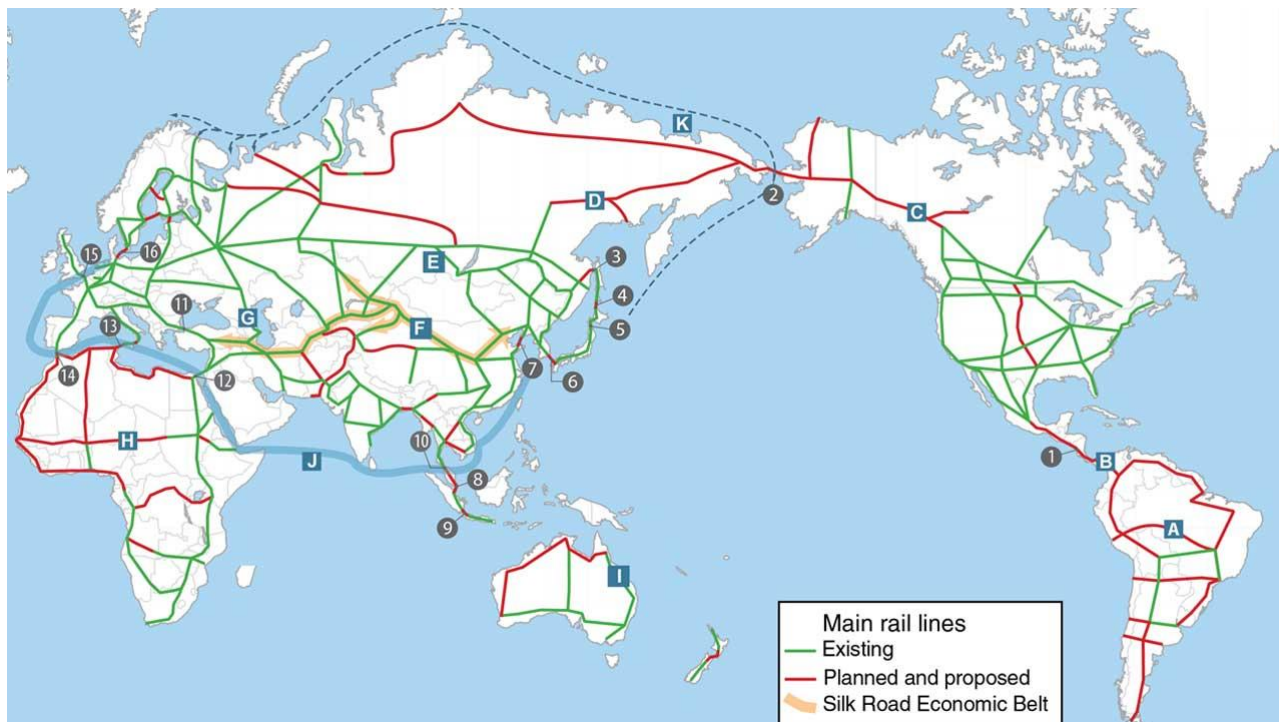 K
2
D
C
15
16
3
E
4
11
G
F
5
13
7
14
12
6
10
H
1
B
J
8
9
A
I
Main rail lines
Existing
Planned and proposed
Silk Road Economic Belt